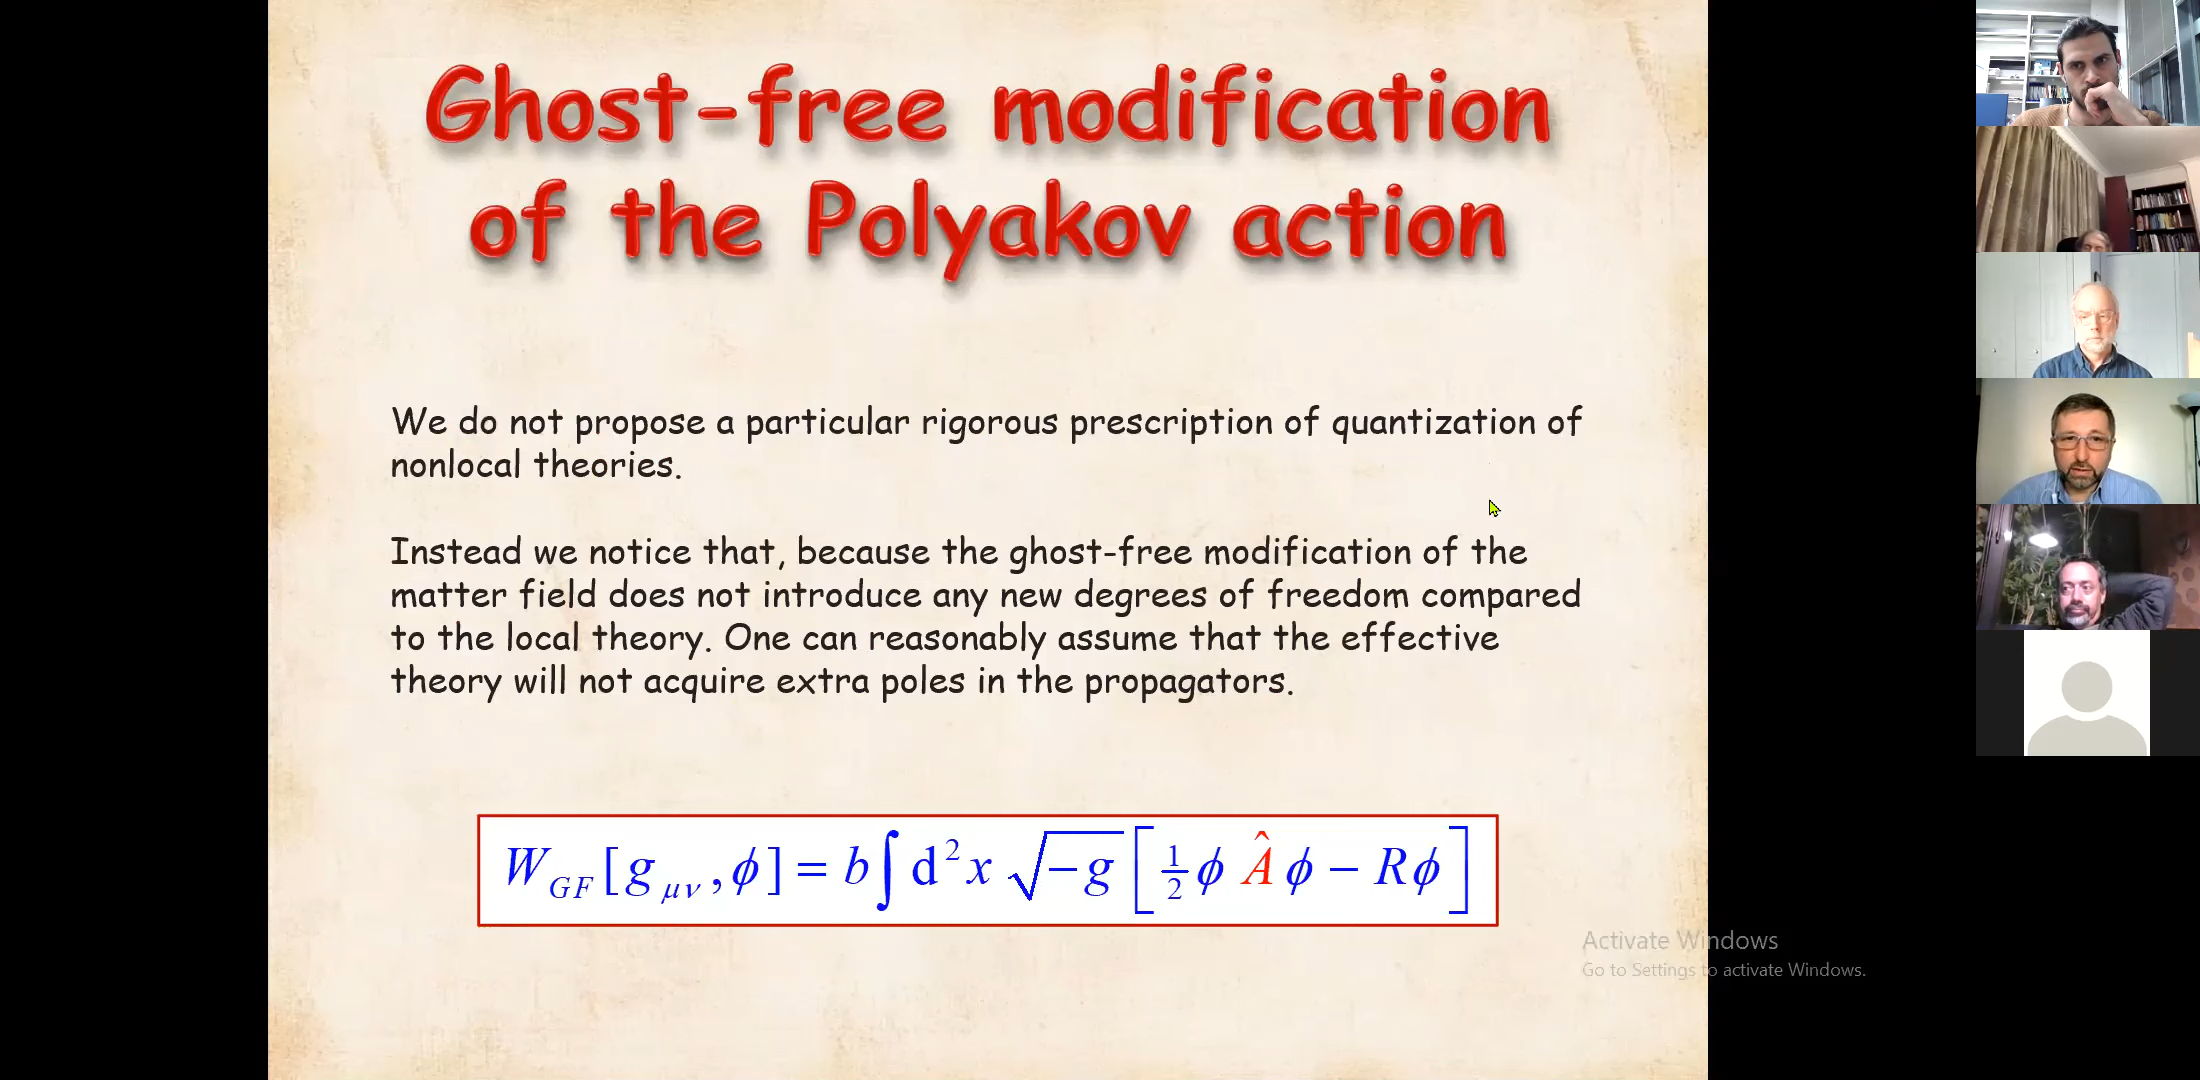 Ghost-free modification
of the Polyakov action
We do not propose a particular rigorous prescription of quantization of
nonlocal theories.
Instead we notice that, because the ghost-free modification of the
matter field does not introduce any new degrees of freedom compared
to the local theory. One can reasonably assume that the effective
theory will not acquire extra poles in the propagators.
W_{GF}[g_{μν},ϕ] = b∫d²x √−g [½ϕ Â ϕ − Rϕ]
Activate Windows
Go to Settings to activate Windows.